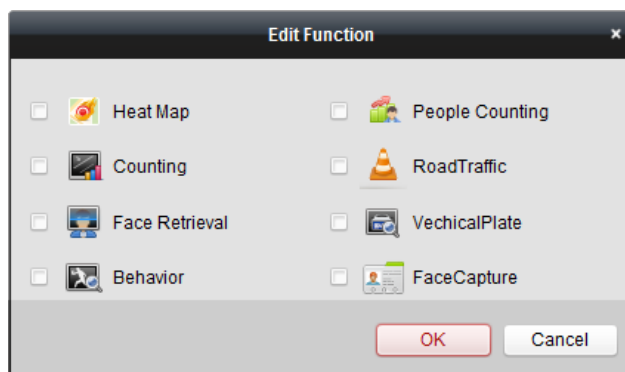 Edit Function
Heat Map
People Counting
Counting
RoadTraffic
Face Retrieval
VechicalPlate
Behavior
FaceCapture
OK
Cancel